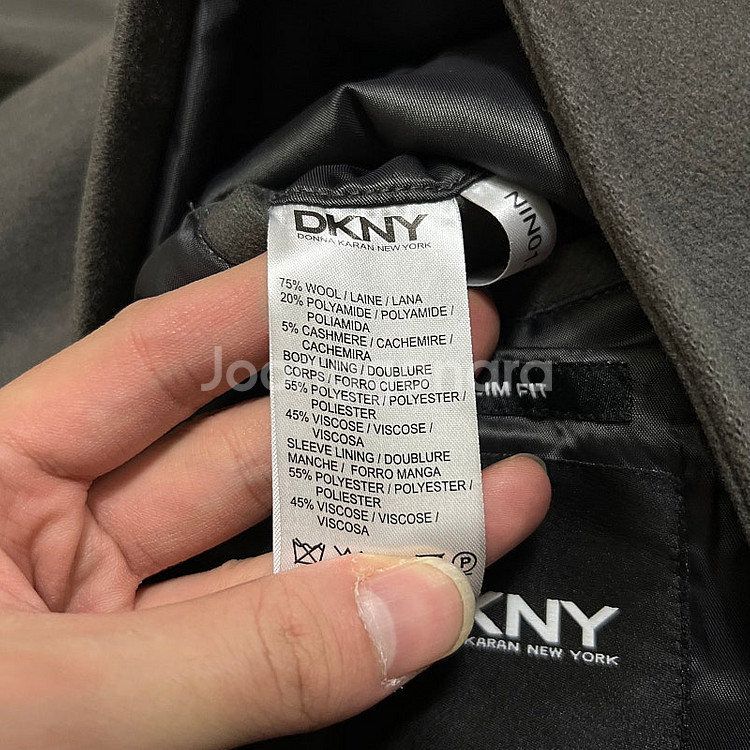 DKNY
DONNA KARAN NEW YORK
NINO1
75% WOOL / LAINE / LANA
20% POLYAMIDE / POLYAMIDE /
POLIAMIDA
5% CASHMERE / CACHEMIRE /
CACHEMIRA
BODY LINING / DOUBLURE
CORPS / FORRO CUERPO
55% POLYESTER / POLYESTER /
POLIESTER
45% VISCOSE / VISCOSE /
VISCOSA
SLEEVE LINING / DOUBLURE
MANCHE / FORRO MANGA
55% POLYESTER / POLYESTER /
POLIESTER
45% VISCOSE / VISCOSE /
VISCOSA
P
SLIM FIT
KNY
KARAN NEW YORK